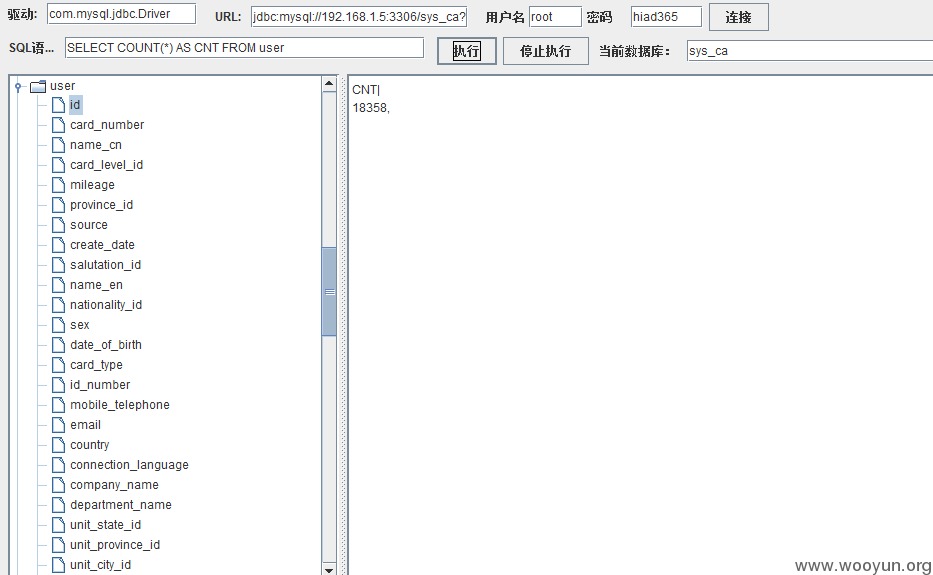 驱动: com.mysql.jdbc.Driver URL: jdbc:mysql://192.168.1.5:3306/sys_ca? 用户名 root 密码 hiad365 连接
SQL语... SELECT COUNT(*) AS CNT FROM user 执行 停止执行 当前数据库: sys_ca
user
id
card_number
name_cn
card_level_id
mileage
province_id
source
create_date
salutation_id
name_en
nationality_id
sex
date_of_birth
card_type
id_number
mobile_telephone
email
country
connection_language
company_name
department_name
unit_state_id
unit_province_id
unit_city_id
CNT|
18358,
www.wooyun.org